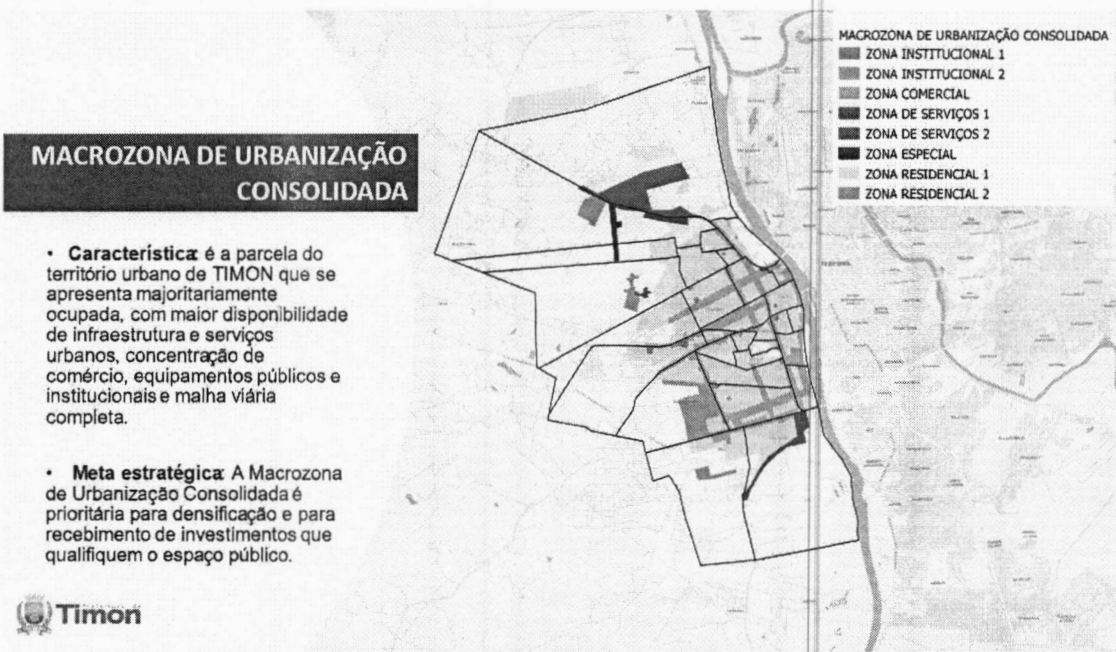 MACROZONA DE URBANIZAÇÃO
CONSOLIDADA
• Característica: é a parcela do
território urbano de TIMON que se
apresenta majoritariamente
ocupada, com maior disponibilidade
de infraestrutura e serviços
urbanos, concentração de
comércio, equipamentos públicos e
institucionais e malha viária
completa.
• Meta estratégica: A Macrozona
de Urbanização Consolidada é
prioritária para densificação e para
recebimento de investimentos que
qualifiquem o espaço público.
Timon
MACROZONA DE URBANIZAÇÃO CONSOLIDADA
ZONA INSTITUCIONAL 1
ZONA INSTITUCIONAL 2
ZONA COMERCIAL
ZONA DE SERVIÇOS 1
ZONA DE SERVIÇOS 2
ZONA ESPECIAL
ZONA RESIDENCIAL 1
ZONA RESIDENCIAL 2